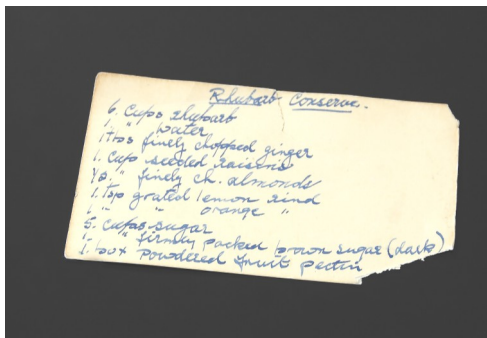 Rhubarb Conserve.
6. cups rhubarb
1. " water
1 tbs finely chopped ginger
1. cup seeded raisons
½. " finely ch. almonds
1. tsp grated lemon rind
1 " " orange "
5. cups sugar
1- " firmly packed brown sugar (dark)
1. box powdered fruit pectin